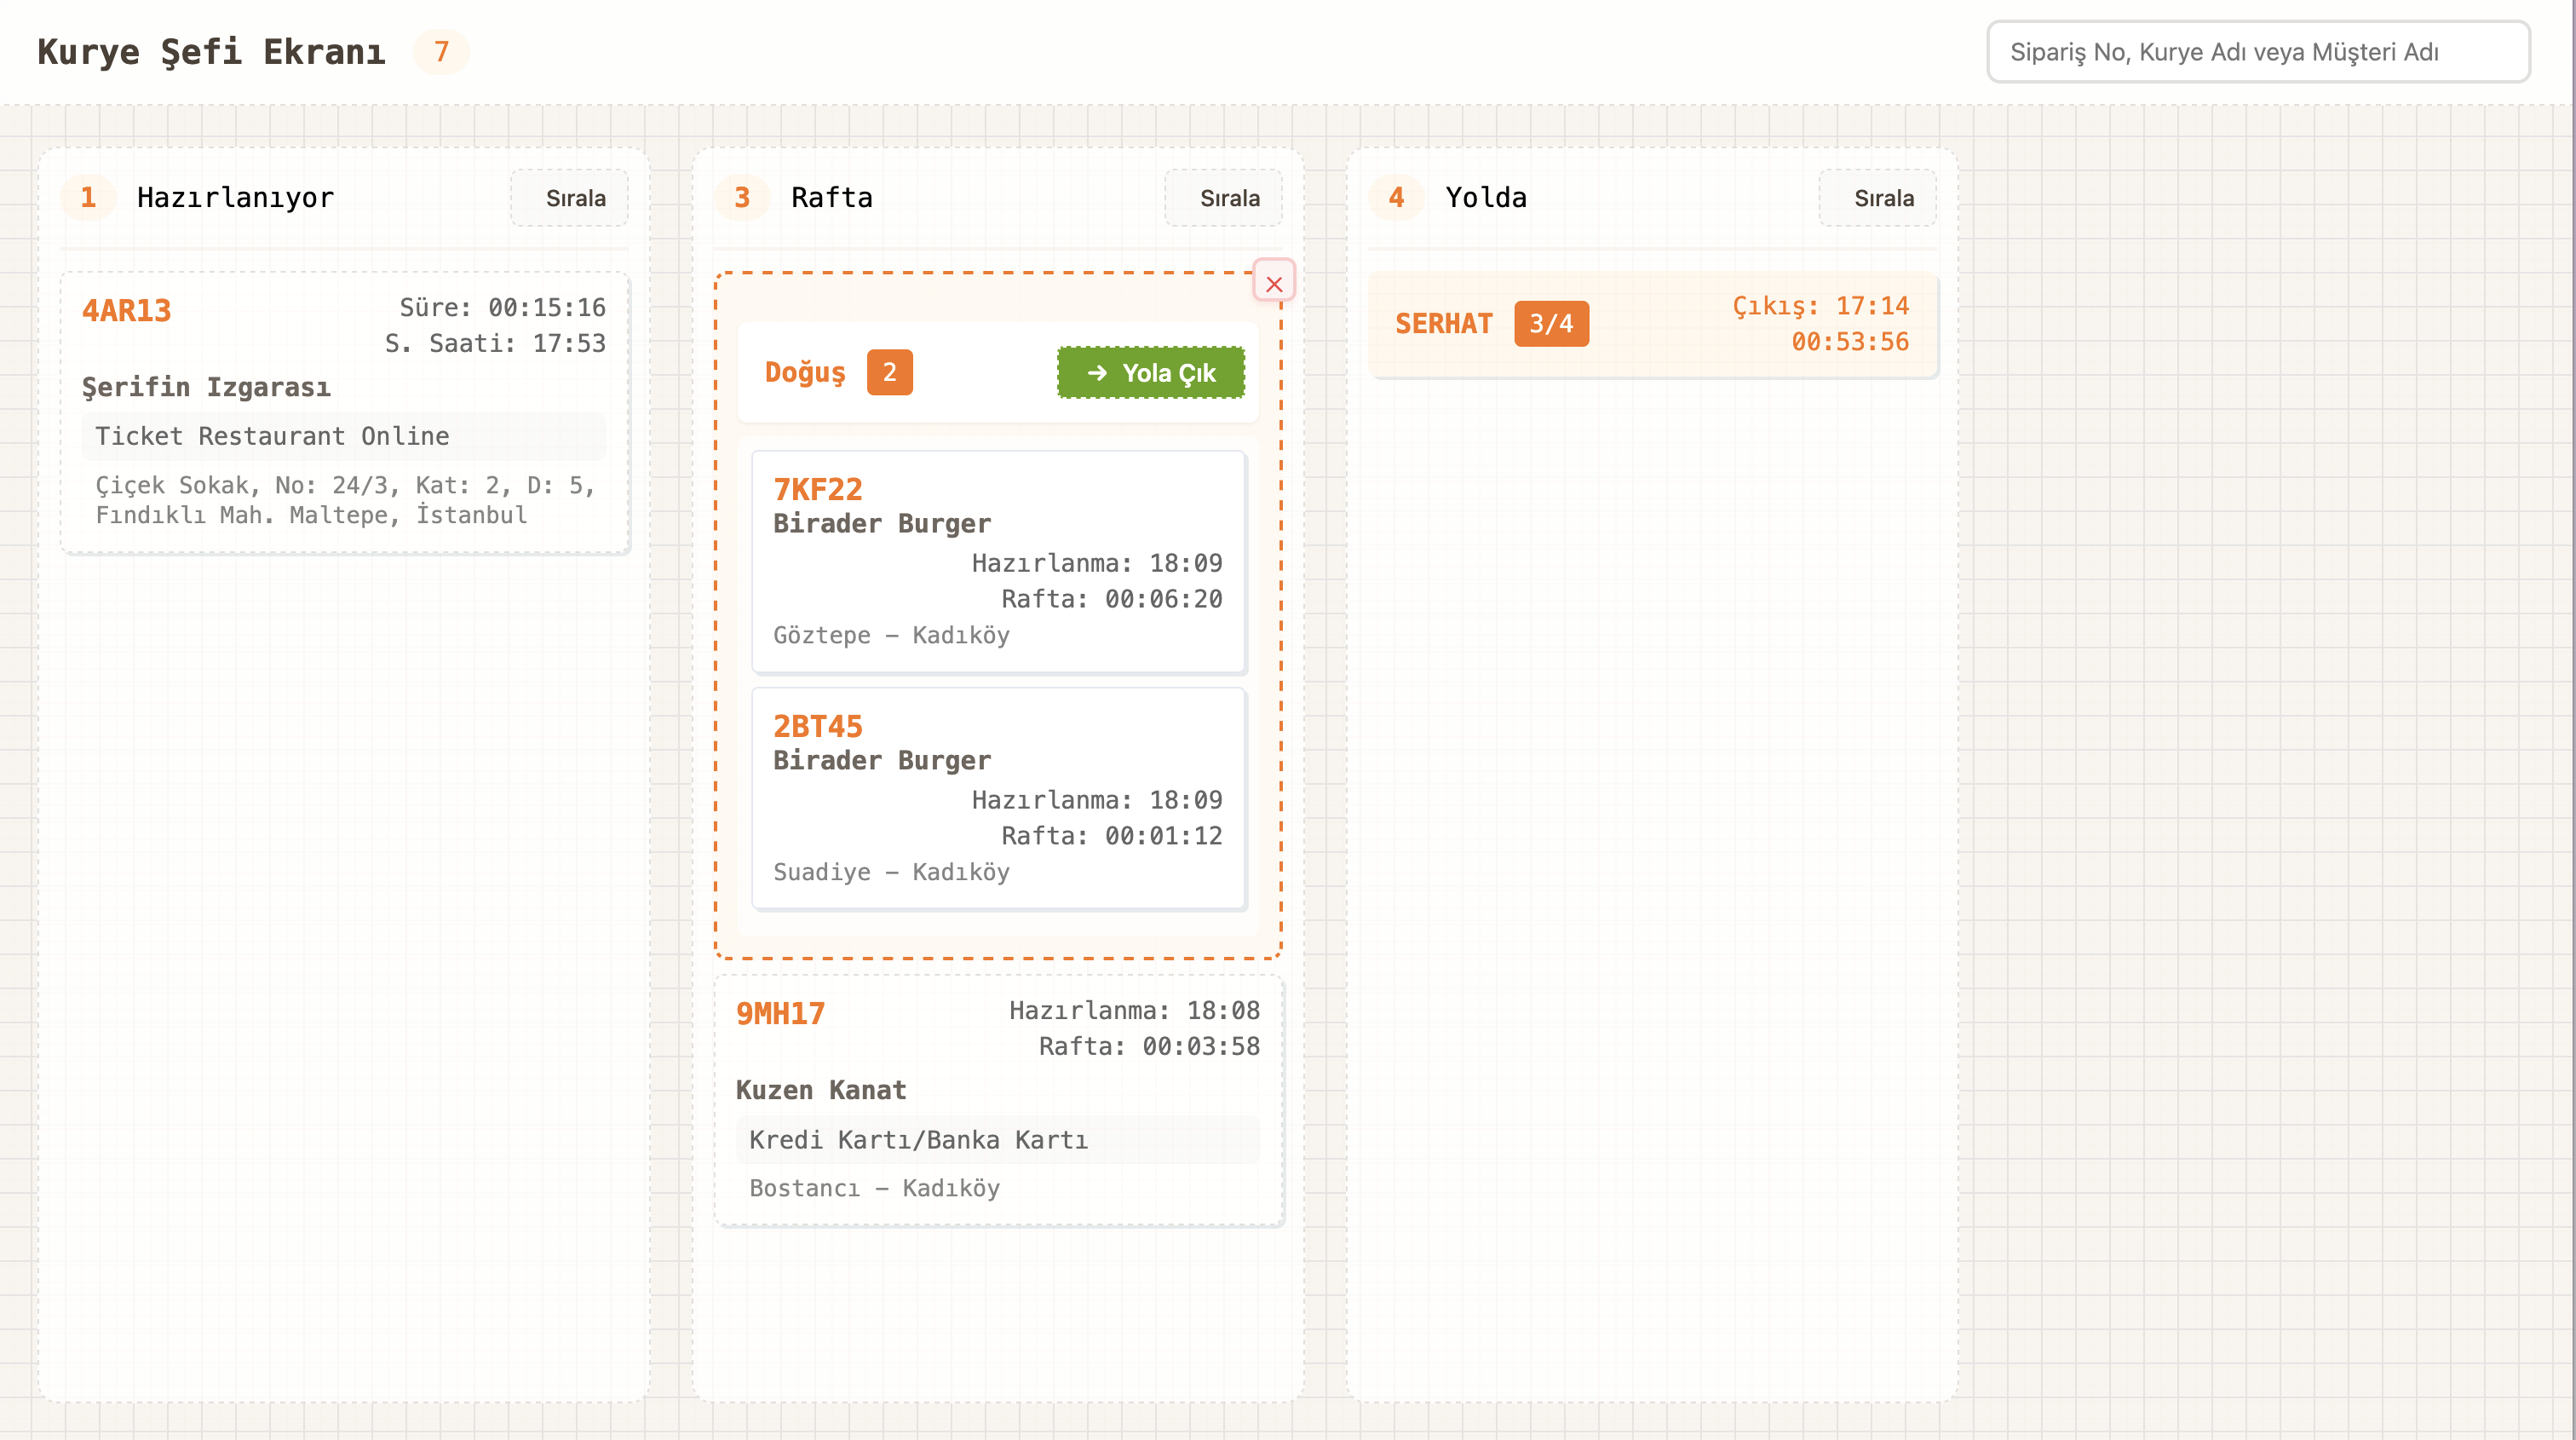 Kurye Şefi Ekranı 7
Sipariş No, Kurye Adı veya Müşteri Adı
1 Hazırlanıyor Sırala
4AR13
Süre: 00:15:16
S. Saati: 17:53
Şerifin Izgarası
Ticket Restaurant Online
Çiçek Sokak, No: 24/3, Kat: 2, D: 5,
Fındıklı Mah. Maltepe, İstanbul
3 Rafta Sırala
Doğuş 2 Yola Çık
7KF22
Birader Burger
Hazırlanma: 18:09
Rafta: 00:06:20
Göztepe – Kadıköy
2BT45
Birader Burger
Hazırlanma: 18:09
Rafta: 00:01:12
Suadiye – Kadıköy
9MH17
Hazırlanma: 18:08
Rafta: 00:03:58
Kuzen Kanat
Kredi Kartı/Banka Kartı
Bostancı – Kadıköy
4 Yolda Sırala
SERHAT 3/4
Çıkış: 17:14
00:53:56